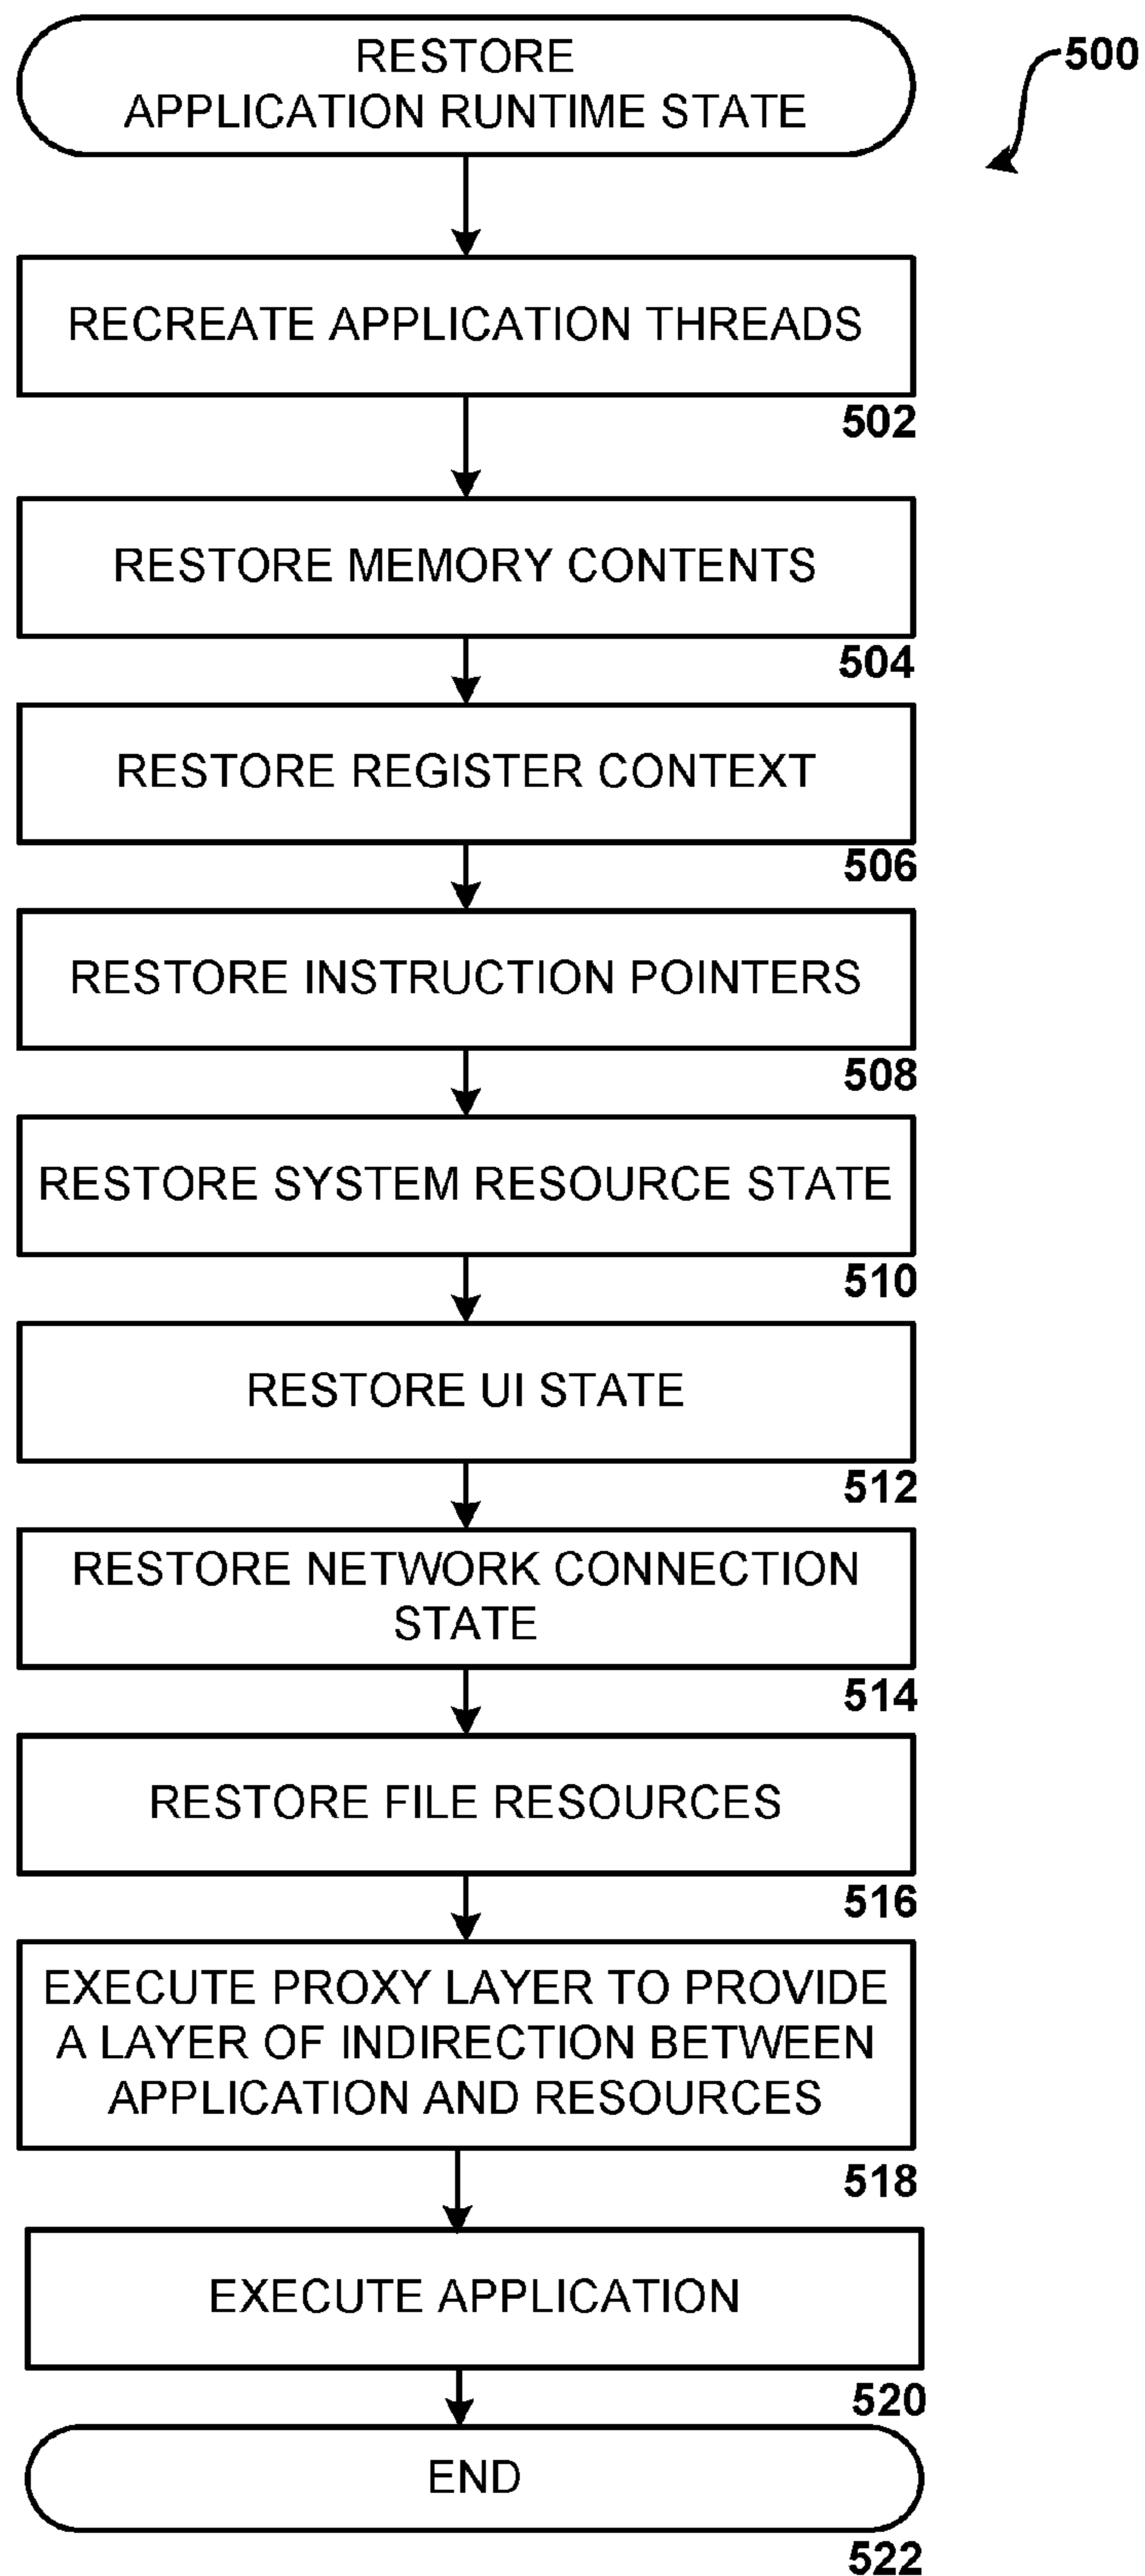 RESTORE
APPLICATION RUNTIME STATE
500
RECREATE APPLICATION THREADS
502
RESTORE MEMORY CONTENTS
504
RESTORE REGISTER CONTEXT
506
RESTORE INSTRUCTION POINTERS
508
RESTORE SYSTEM RESOURCE STATE
510
RESTORE UI STATE
512
RESTORE NETWORK CONNECTION
STATE
514
RESTORE FILE RESOURCES
516
EXECUTE PROXY LAYER TO PROVIDE
A LAYER OF INDIRECTION BETWEEN
APPLICATION AND RESOURCES
518
EXECUTE APPLICATION
520
END
522